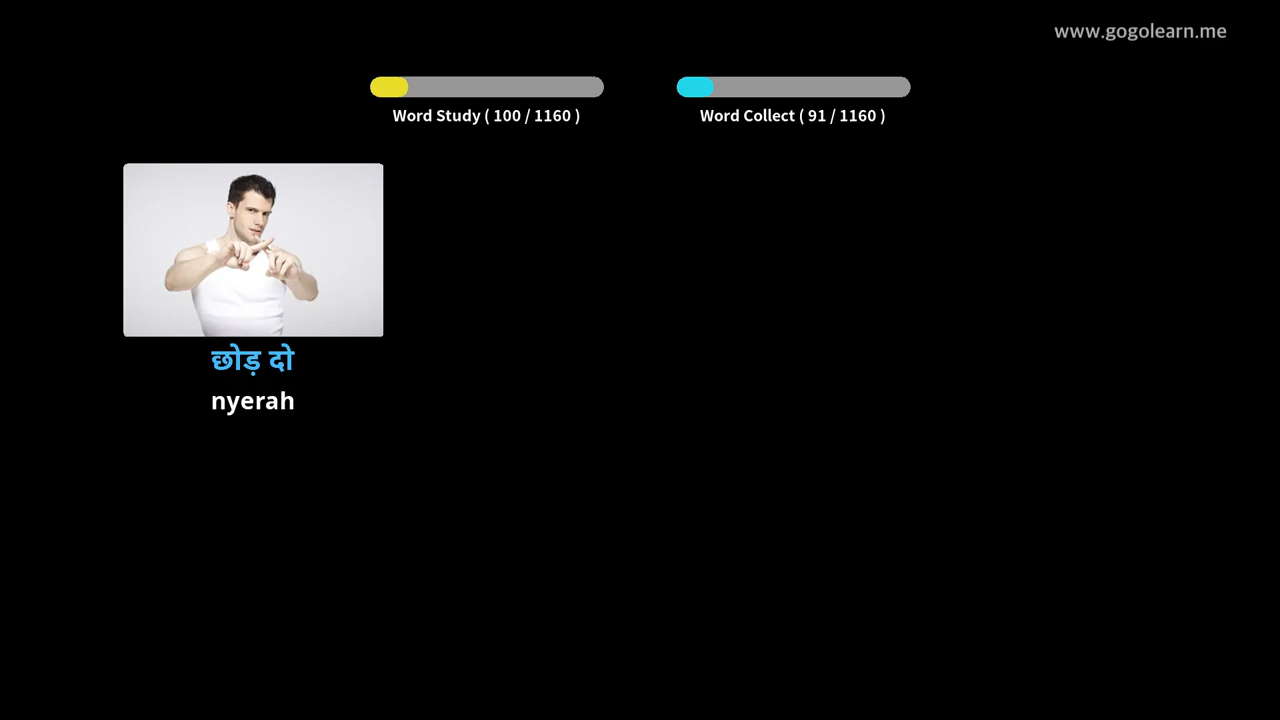 www.gogolearn.me
Word Study ( 100 / 1160 )
Word Collect ( 91 / 1160 )
छोड़ दो
nyerah